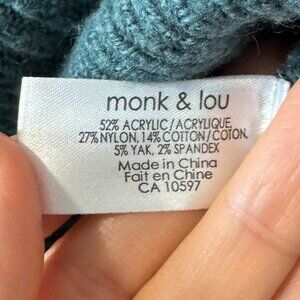 monk & lou
52% ACRYLIC/ACRYLIQUE,
27% NYLON, 14% COTTON/COTON,
5% YAK, 2% SPANDEX
Made in China
Fait en Chine
CA 10597